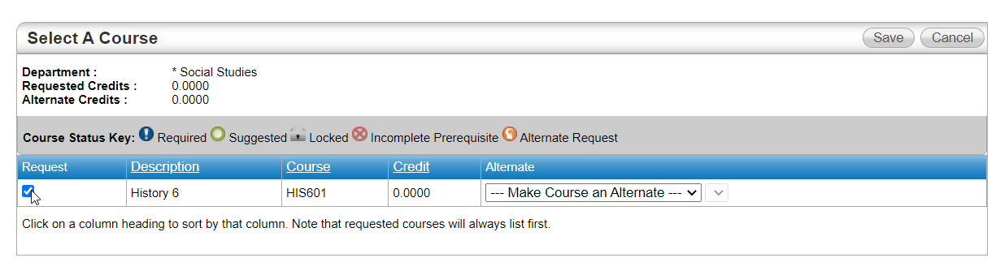 Select A Course Save Cancel
Department : * Social Studies
Requested Credits : 0.0000
Alternate Credits : 0.0000
Course Status Key: Required Suggested Locked Incomplete Prerequisite Alternate Request
Request Description Course Credit Alternate
History 6 HIS601 0.0000 --- Make Course an Alternate ---
Click on a column heading to sort by that column. Note that requested courses will always list first.